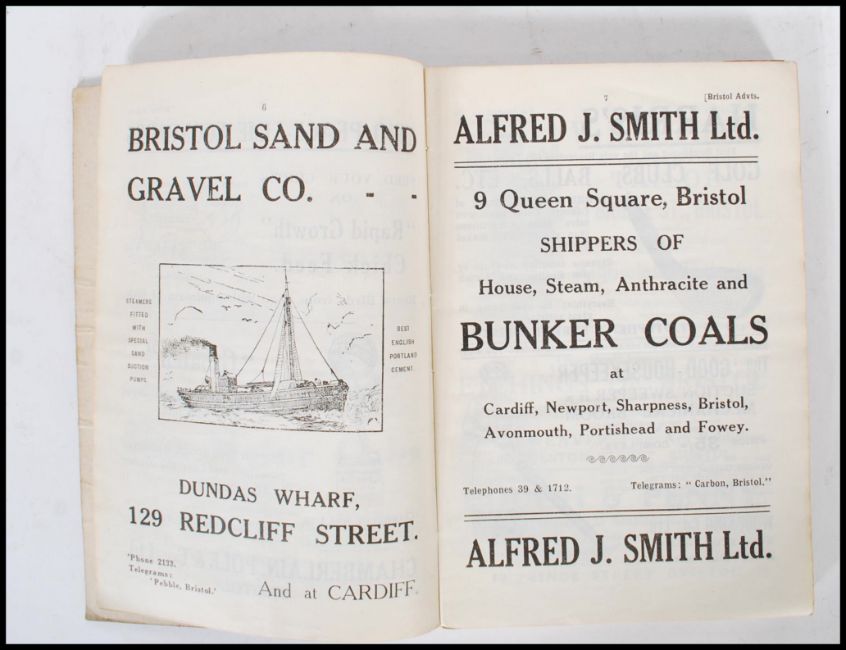 6
BRISTOL SAND AND
GRAVEL CO. - -
STEAMERS
FITTED
WITH
SPECIAL
SAND
SUCTION
PUMPS.
BEST
ENGLISH
PORTLAND
CEMENT.
DUNDAS WHARF,
129 REDCLIFF STREET.
'Phone 2123.
Telegrams:
'Pebble, Bristol.'
And at CARDIFF.
7
[Bristol Advts.
ALFRED J. SMITH Ltd.
9 Queen Square, Bristol
SHIPPERS OF
House, Steam, Anthracite and
BUNKER COALS
at
Cardiff, Newport, Sharpness, Bristol,
Avonmouth, Portishead and Fowey.
Telephones 39 & 1712. Telegrams: "Carbon, Bristol."
ALFRED J. SMITH Ltd.